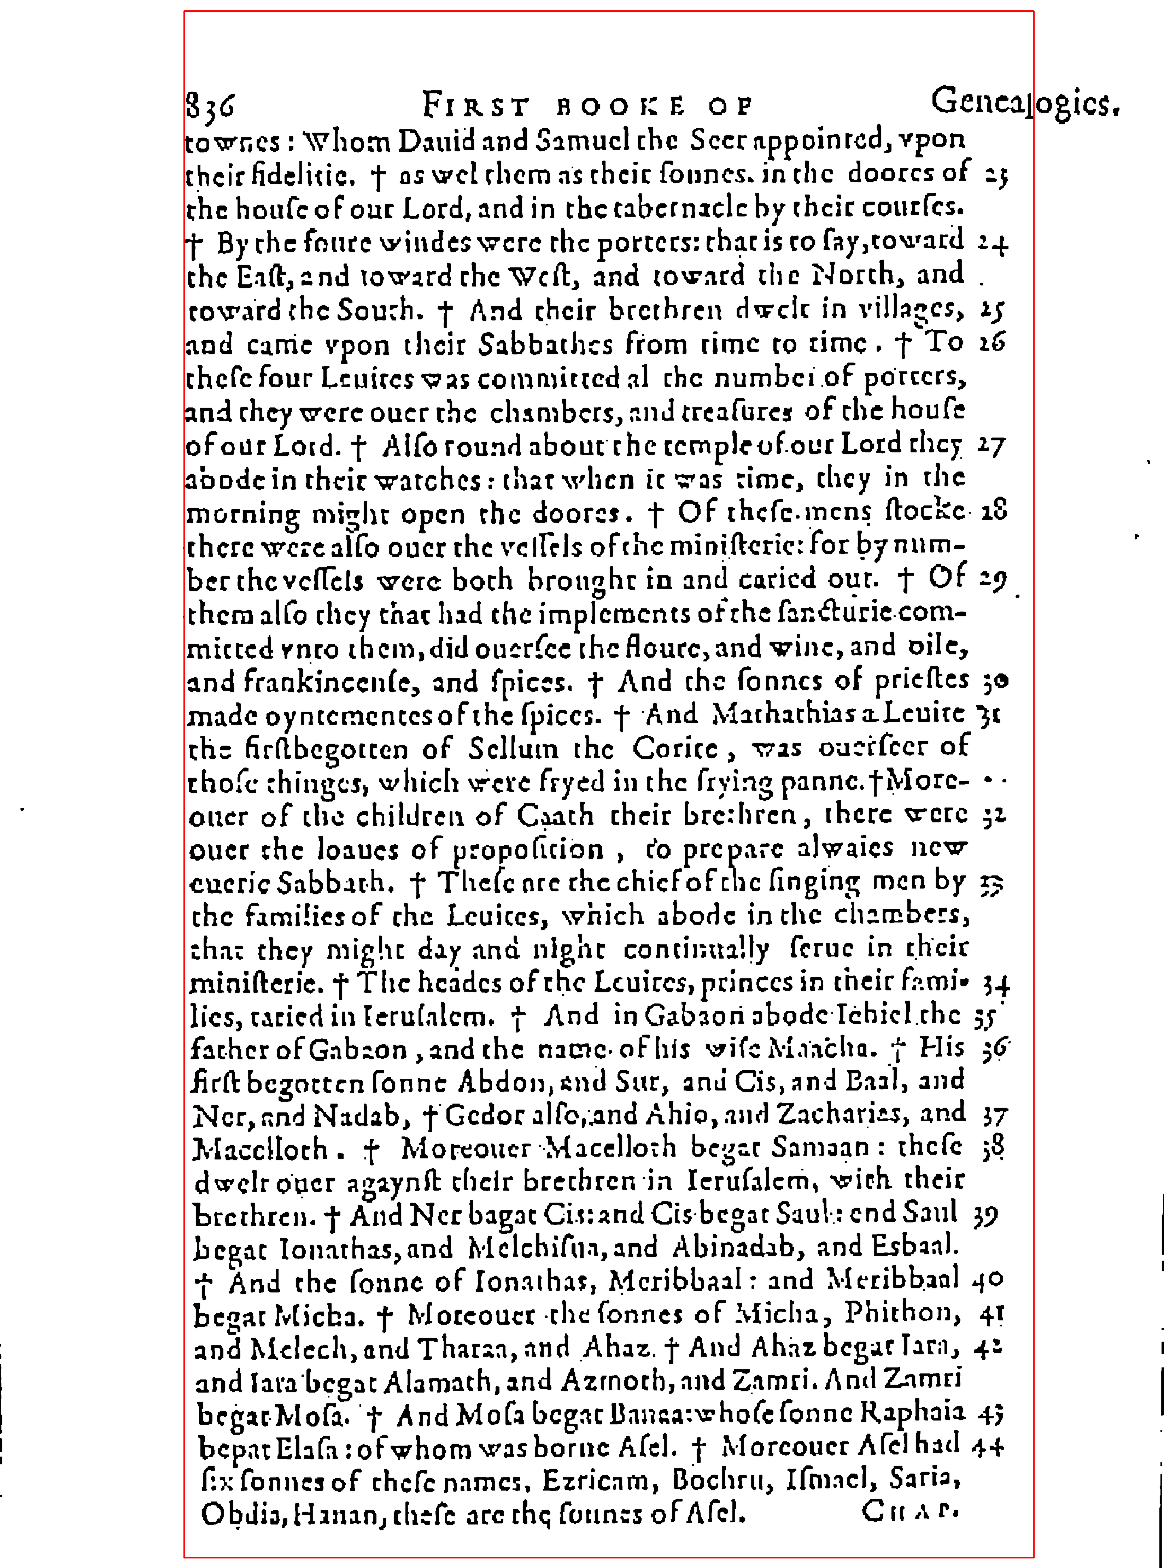 836 FIRST BOOKE OF Genealogies.
townes: Whom Dauid and Samuel the Seer appointed, vpon
their fidelitie. † as wel them as their ſonnes. in the doores of 23
the houſe of our Lord, and in the tabernacle by their courſes.
† By the foure windes were the porters: that is to ſay, toward 24
the Eaſt, and toward the Weſt, and toward the North, and
toward the South. † And their brethren dwelt in villages, 25
and came vpon their Sabbathes from time to time. † To 26
theſe four Leuites was committed al the number of porters,
and they were ouer the chambers, and treaſures of the houſe
of our Lord. † Alſo round about the temple of our Lord they 27
abode in their watches: that when it was time, they in the
morning might open the doores. † Of theſe mens ſtocke 28
there were alſo ouer the veſſels of the miniſterie: for by num-
ber the veſſels were both brought in and caried out. † Of 29
them alſo they that had the implements of the ſancturie com-
mitted vnto them, did ouerſee the floure, and wine, and oile,
and frankincenſe, and ſpices. † And the ſonnes of prieſtes 30
made oyntementes of the ſpices. † And Mathathias a Leuite 31
the firſtbegotten of Sellum the Corite, was ouerſeer of
thoſe thinges, which were fryed in the frying panne. † More-
ouer of the children of Caath their brethren, there were 32
ouer the loaues of propoſition, to prepare alwaies new
euerie Sabbath. † Theſe are the chief of the ſinging men by 33
the families of the Leuites, which abode in the chambers,
that they might day and night continually ſerue in their
miniſterie. † The heades of the Leuites, princes in their fami- 34
lies, taried in Ieruſalem. † And in Gabaon abode Iehiel the 35
father of Gabaon, and the name of his wife Maacha. † His 36
firſt begotten ſonne Abdon, and Sur, and Cis, and Baal, and
Ner, and Nadab, † Gedor alſo, and Ahio, and Zacharias, and 37
Macelloth. † Moreouer Macelloth begat Samaan: theſe 38
dwelt ouer agaynſt their brethren in Ieruſalem, with their
brethren. † And Ner bagat Cis: and Cis begat Saul: end Saul 39
begat Ionathas, and Melchiſua, and Abinadab, and Esbaal.
† And the ſonne of Ionathas, Meribbaal: and Meribbaal 40
begat Micha. † Moreouer the ſonnes of Micha, Phithon, 41
and Melech, and Tharaa, and Ahaz. † And Ahaz begat Iara, 42
and Iara begat Alamath, and Azmoth, and Zamri. And Zamri
begat Moſa. † And Moſa begat Banaa: whoſe ſonne Raphaia 43
begat Elaſa: of whom was borne Aſel. † Moreouer Aſel had 44
ſix ſonnes of theſe names, Ezricam, Bochru, Iſmael, Saria,
Obdia, Hanan, theſe are the ſonnes of Aſel. CHAP.